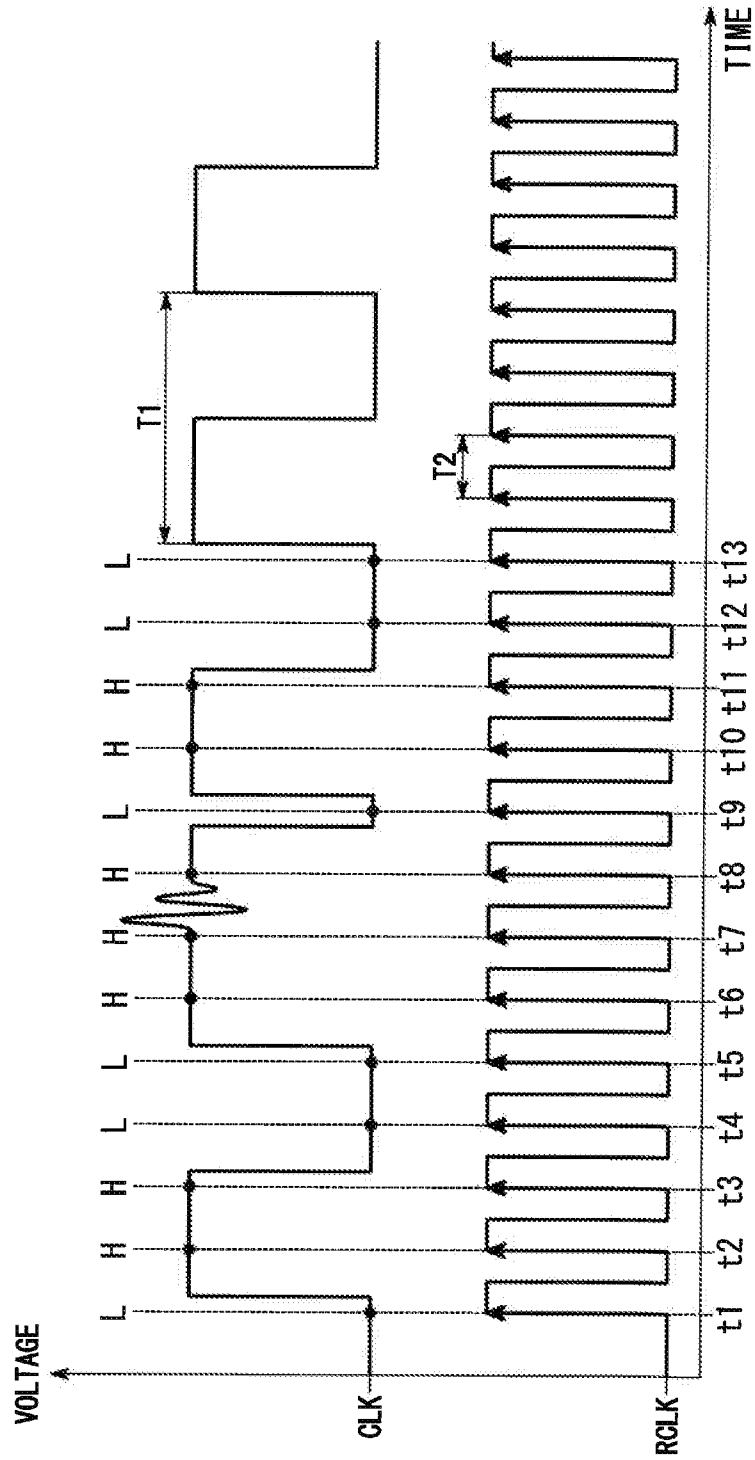 VOLTAGE
L H H L L H H H L H H L L
T1
CLK
T2
RCLK
t1 t2 t3 t4 t5 t6 t7 t8 t9 t10 t11 t12 t13
TIME